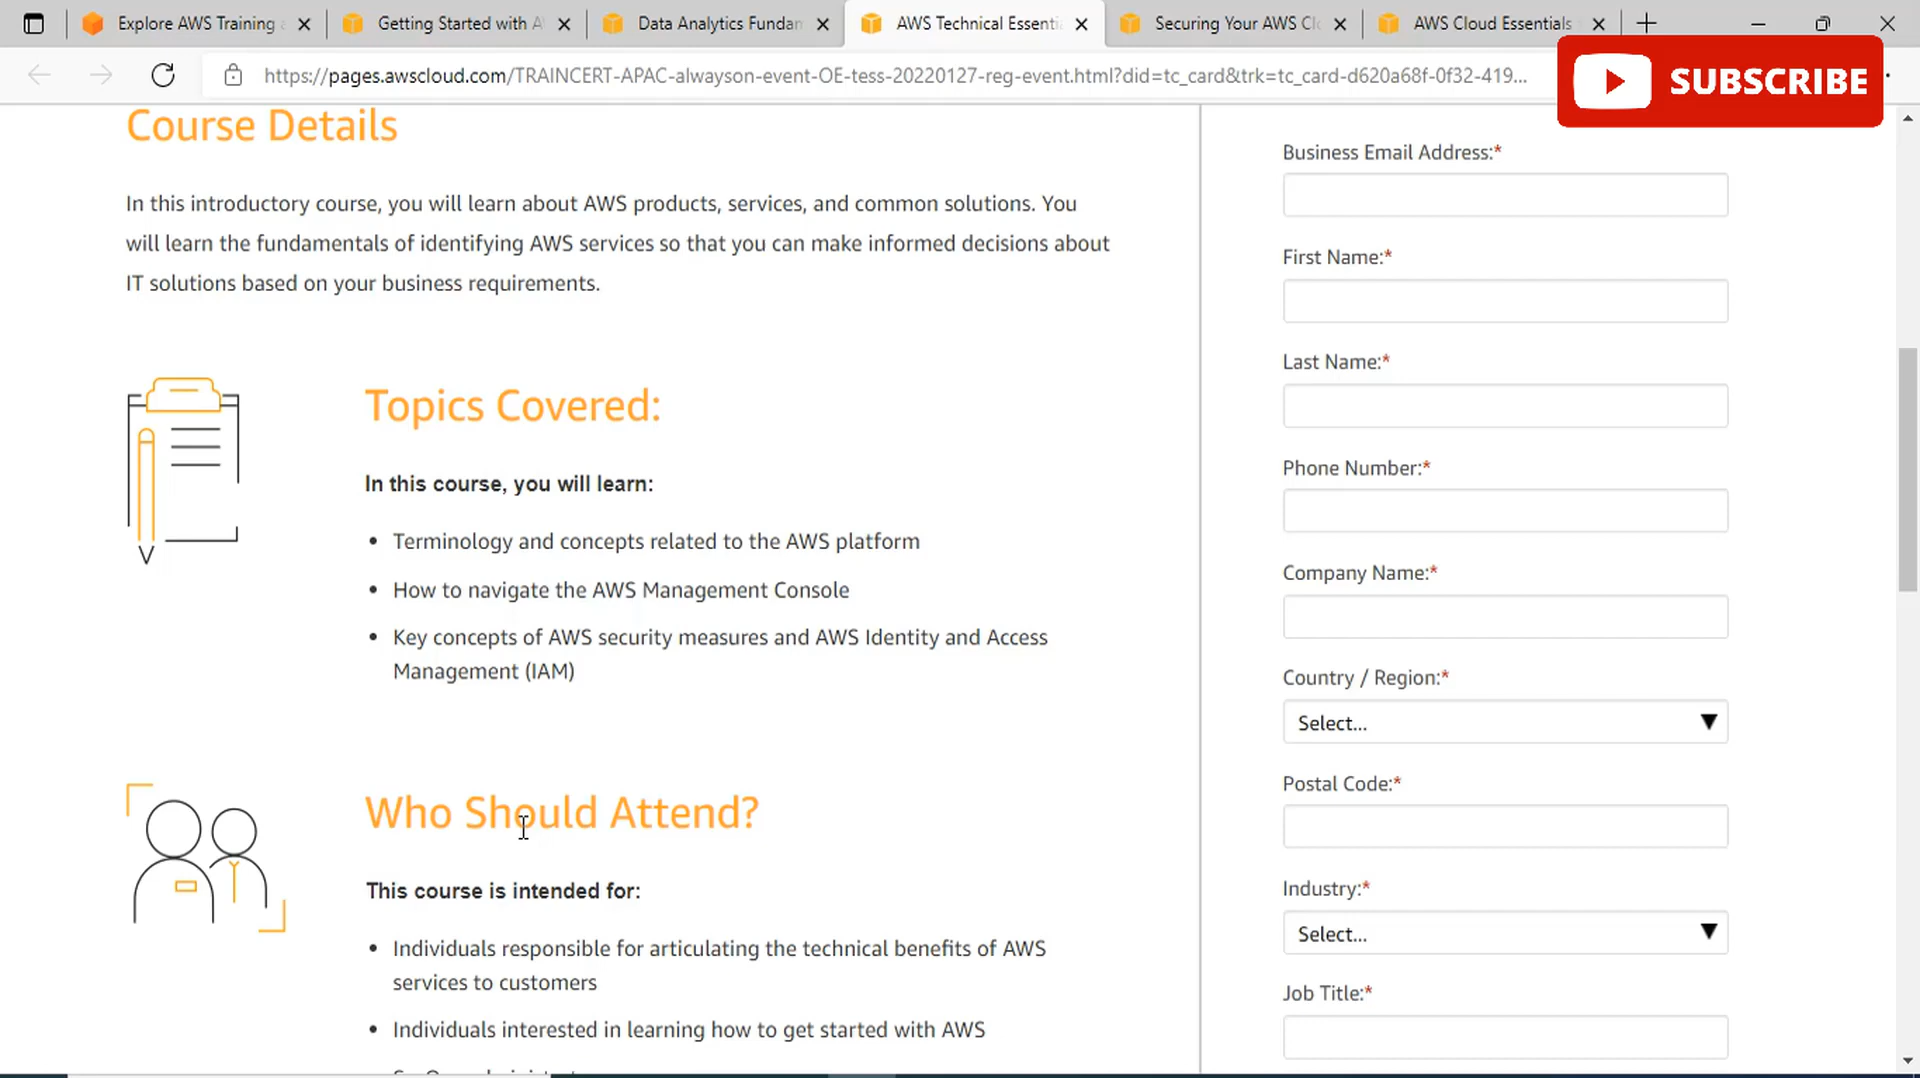 Explore AWS Training
Getting Started with A
Data Analytics Fundam
AWS Technical Essenti
Securing Your AWS Cl
AWS Cloud Essentials
https://pages.awscloud.com/TRAINCERT-APAC-alwayson-event-OE-tess-20220127-reg-event.html?did=tc_card&trk=tc_card-d620a68f-0f32-419...
SUBSCRIBE
Course Details
In this introductory course, you will learn about AWS products, services, and common solutions. You
will learn the fundamentals of identifying AWS services so that you can make informed decisions about
IT solutions based on your business requirements.
Topics Covered:
In this course, you will learn:
• Terminology and concepts related to the AWS platform
• How to navigate the AWS Management Console
• Key concepts of AWS security measures and AWS Identity and Access
Management (IAM)
Who Should Attend?
This course is intended for:
• Individuals responsible for articulating the technical benefits of AWS
services to customers
• Individuals interested in learning how to get started with AWS
Business Email Address:*
First Name:*
Last Name:*
Phone Number:*
Company Name:*
Country / Region:*
Select...
Postal Code:*
Industry:*
Select...
Job Title:*